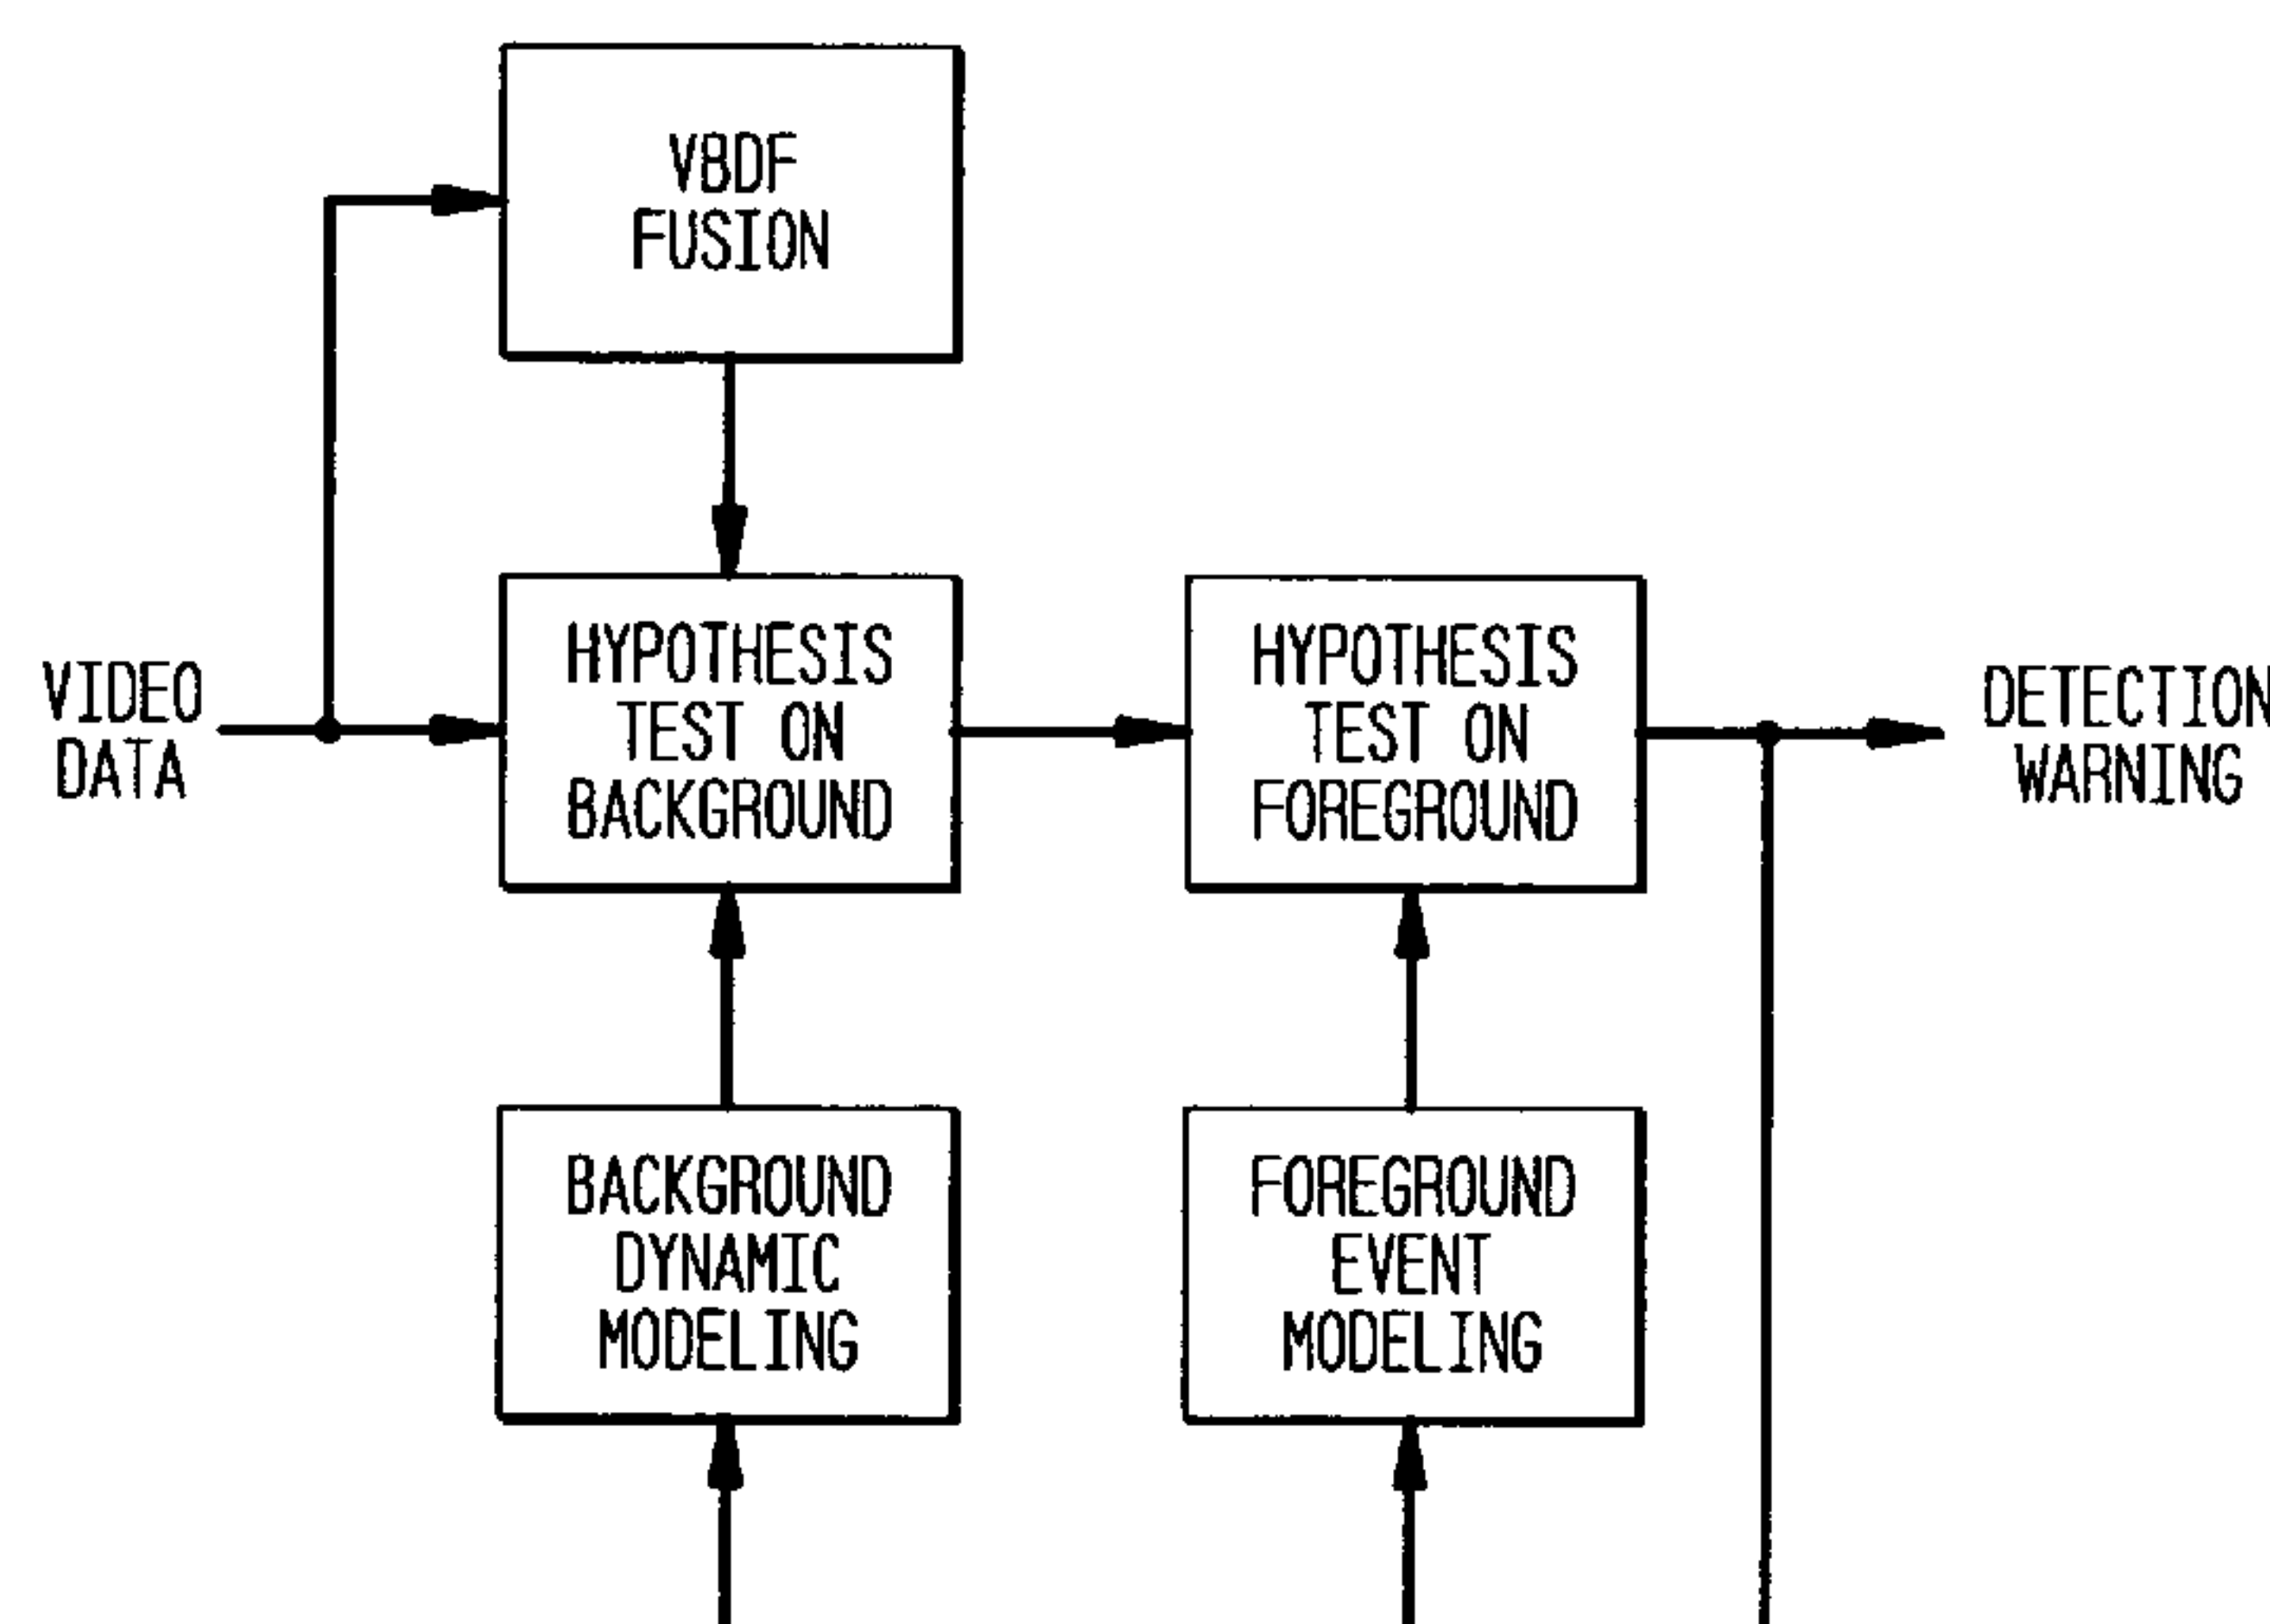 VBDF
FUSION
VIDEO
DATA
HYPOTHESIS
TEST ON
BACKGROUND
HYPOTHESIS
TEST ON
FOREGROUND
DETECTION
WARNING
BACKGROUND
DYNAMIC
MODELING
FOREGROUND
EVENT
MODELING